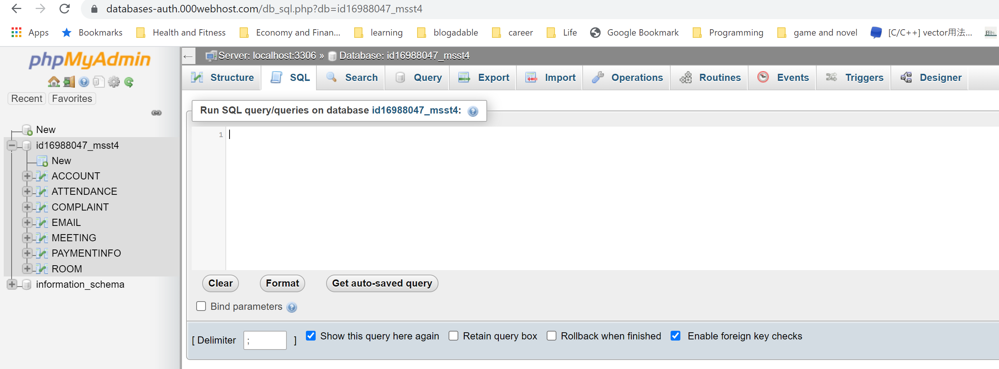 databases-auth.000webhost.com/db_sql.php?db=id16988047_msst4
Apps Bookmarks Health and Fitness Economy and Finan... learning blogadable career Life Google Bookmark Programming game and novel [C/C++] vector用法...
phpMyAdmin
Recent Favorites
New
id16988047_msst4
New
ACCOUNT
ATTENDANCE
COMPLAINT
EMAIL
MEETING
PAYMENTINFO
ROOM
information_schema
← Server: localhost:3306 » Database: id16988047_msst4
Structure SQL Search Query Export Import Operations Routines Events Triggers Designer
Run SQL query/queries on database id16988047_msst4:
1
Clear Format Get auto-saved query
Bind parameters
[ Delimiter ; ] Show this query here again Retain query box Rollback when finished Enable foreign key checks